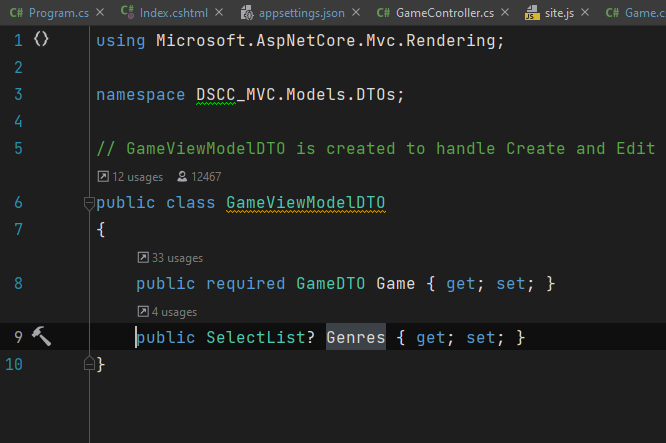 C# Program.cs × @ Index.cshtml × appsettings.json × C# GameController.cs × JS site.js × C# Game.c
1 using Microsoft.AspNetCore.Mvc.Rendering;
2
3 namespace DSCC_MVC.Models.DTOs;
4
5 // GameViewModelDTO is created to handle Create and Edit
12 usages 12467
6 public class GameViewModelDTO
7 {
33 usages
8 public required GameDTO Game { get; set; }
4 usages
9 public SelectList? Genres { get; set; }
10 }